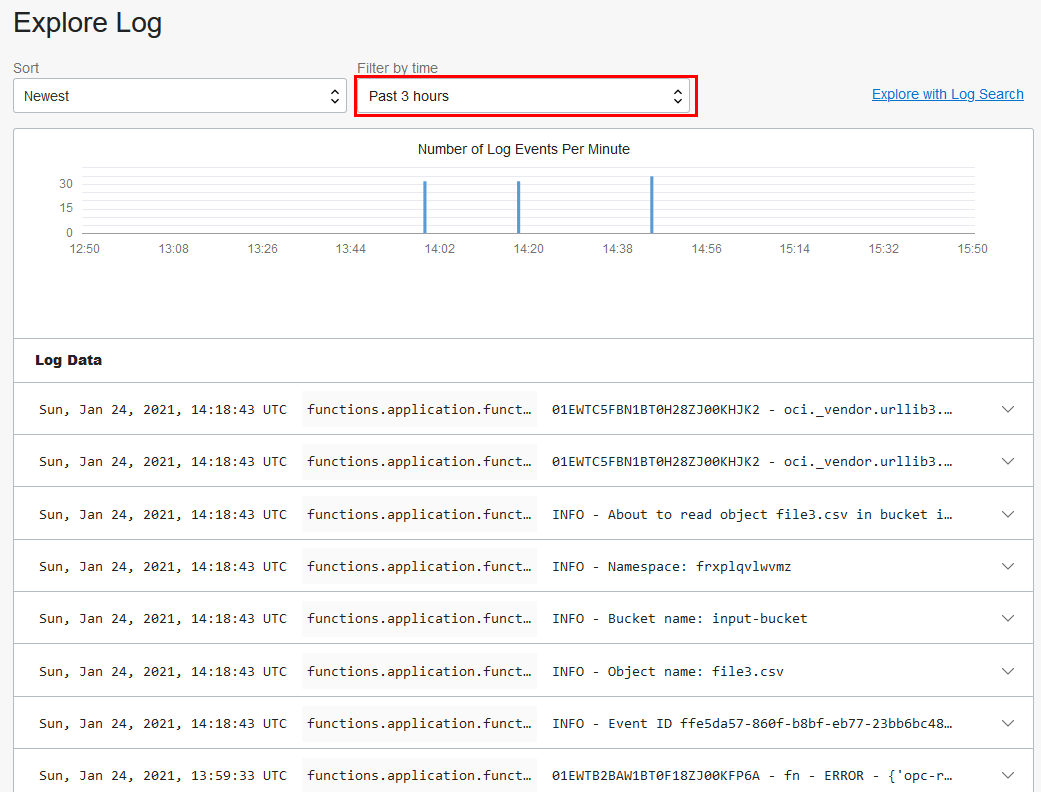 Explore Log
Sort
Filter by time
Newest
Past 3 hours
Explore with Log Search
Number of Log Events Per Minute
30
15
0
12:50 13:08 13:26 13:44 14:02 14:20 14:38 14:56 15:14 15:32 15:50
Log Data
Sun, Jan 24, 2021, 14:18:43 UTC functions.application.funct… 01EWTC5FBN1BT0H28ZJ00KHJK2 - oci._vendor.urllib3.…
Sun, Jan 24, 2021, 14:18:43 UTC functions.application.funct… 01EWTC5FBN1BT0H28ZJ00KHJK2 - oci._vendor.urllib3.…
Sun, Jan 24, 2021, 14:18:43 UTC functions.application.funct… INFO - About to read object file3.csv in bucket i…
Sun, Jan 24, 2021, 14:18:43 UTC functions.application.funct… INFO - Namespace: frxplqvlwvmz
Sun, Jan 24, 2021, 14:18:43 UTC functions.application.funct… INFO - Bucket name: input-bucket
Sun, Jan 24, 2021, 14:18:43 UTC functions.application.funct… INFO - Object name: file3.csv
Sun, Jan 24, 2021, 14:18:43 UTC functions.application.funct… INFO - Event ID ffe5da57-860f-b8bf-eb77-23bb6bc48…
Sun, Jan 24, 2021, 13:59:33 UTC functions.application.funct… 01EWTB2BAW1BT0F18ZJ00KFP6A - fn - ERROR - {'opc-r…